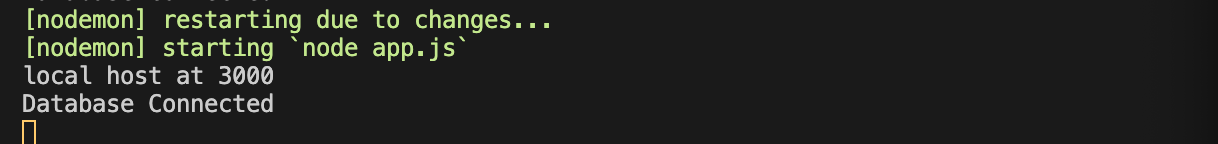 [nodemon] restarting due to changes...
[nodemon] starting `node app.js`
local host at 3000
Database Connected